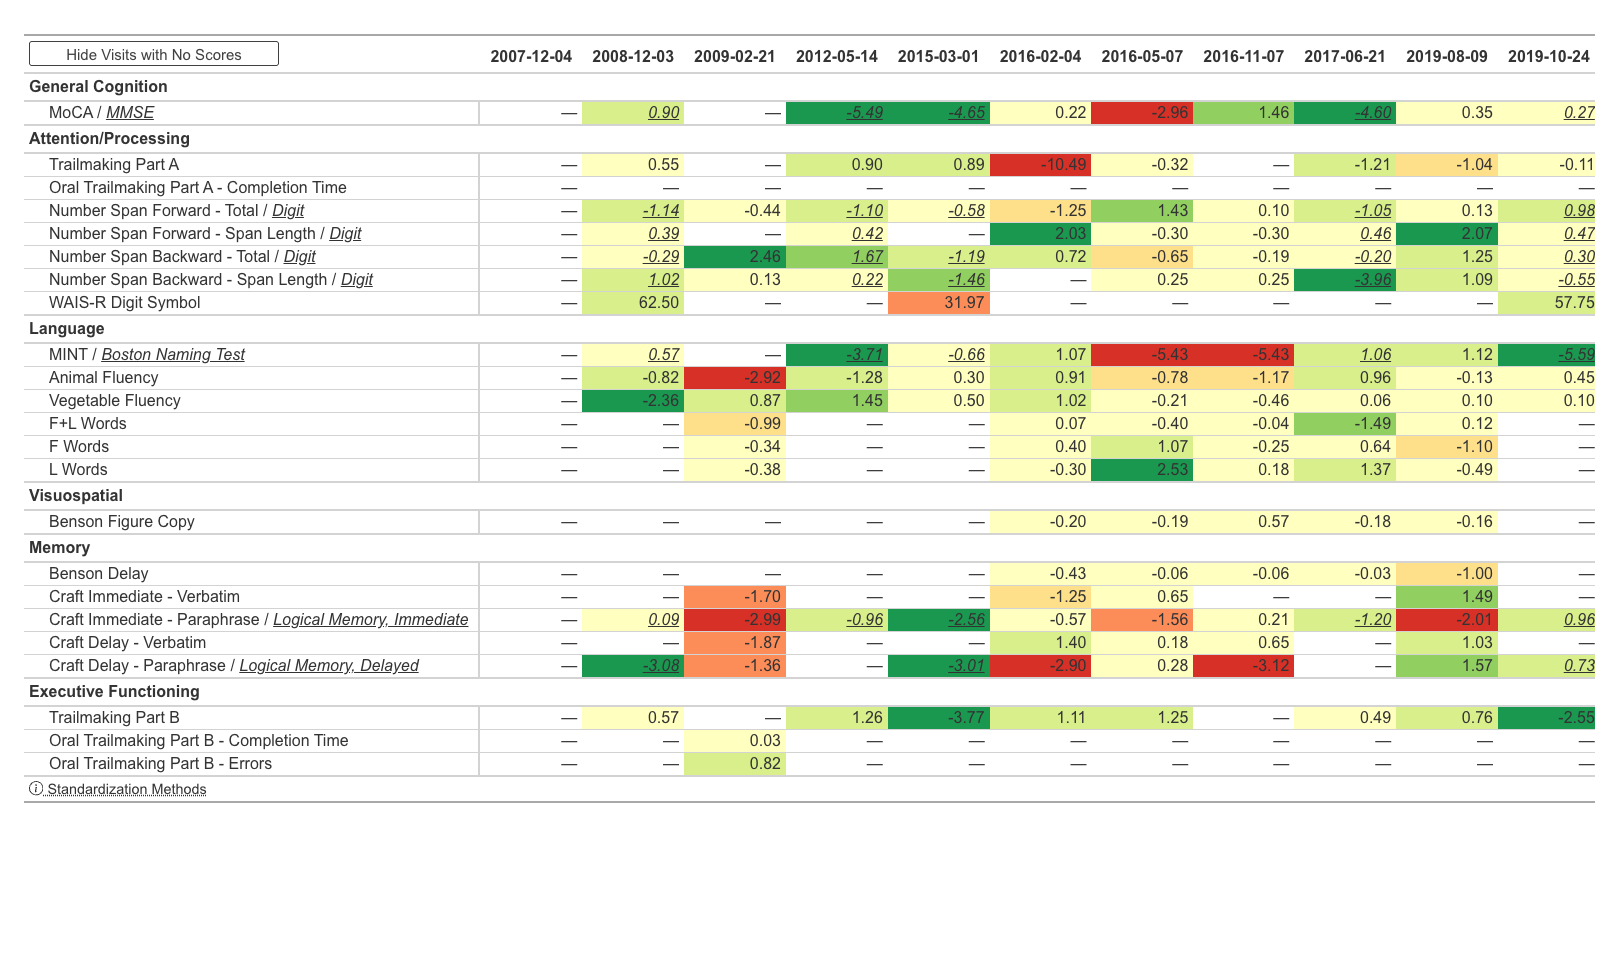 Hide Visits with No Scores 2007-12-04 2008-12-03 2009-02-21 2012-05-14 2015-03-01 2016-02-04 2016-05-07 2016-11-07 2017-06-21 2019-08-09 2019-10-24
General Cognition
MoCA / MMSE — 0.90 — -5.49 -4.65 0.22 -2.96 1.46 -4.60 0.35 0.27
Attention/Processing
Trailmaking Part A — 0.55 — 0.90 0.89 -10.49 -0.32 — -1.21 -1.04 -0.11
Oral Trailmaking Part A - Completion Time — — — — — — — — — — —
Number Span Forward - Total / Digit — -1.14 -0.44 -1.10 -0.58 -1.25 1.43 0.10 -1.05 0.13 0.98
Number Span Forward - Span Length / Digit — 0.39 — 0.42 — 2.03 -0.30 -0.30 0.46 2.07 0.47
Number Span Backward - Total / Digit — -0.29 2.46 1.67 -1.19 0.72 -0.65 -0.19 -0.20 1.25 0.30
Number Span Backward - Span Length / Digit — 1.02 0.13 0.22 -1.46 — 0.25 0.25 -3.96 1.09 -0.55
WAIS-R Digit Symbol — 62.50 — — 31.97 — — — — — 57.75
Language
MINT / Boston Naming Test — 0.57 — -3.71 -0.66 1.07 -5.43 -5.43 1.06 1.12 -5.59
Animal Fluency — -0.82 -2.92 -1.28 0.30 0.91 -0.78 -1.17 0.96 -0.13 0.45
Vegetable Fluency — -2.36 0.87 1.45 0.50 1.02 -0.21 -0.46 0.06 0.10 0.10
F+L Words — — -0.99 — — 0.07 -0.40 -0.04 -1.49 0.12 —
F Words — — -0.34 — — 0.40 1.07 -0.25 0.64 -1.10 —
L Words — — -0.38 — — -0.30 2.53 0.18 1.37 -0.49 —
Visuospatial
Benson Figure Copy — — — — — -0.20 -0.19 0.57 -0.18 -0.16 —
Memory
Benson Delay — — — — — -0.43 -0.06 -0.06 -0.03 -1.00 —
Craft Immediate - Verbatim — — -1.70 — — -1.25 0.65 — — 1.49 —
Craft Immediate - Paraphrase / Logical Memory, Immediate — 0.09 -2.99 -0.96 -2.56 -0.57 -1.56 0.21 -1.20 -2.01 0.96
Craft Delay - Verbatim — — -1.87 — — 1.40 0.18 0.65 — 1.03 —
Craft Delay - Paraphrase / Logical Memory, Delayed — -3.08 -1.36 — -3.01 -2.90 0.28 -3.12 — 1.57 0.73
Executive Functioning
Trailmaking Part B — 0.57 — 1.26 -3.77 1.11 1.25 — 0.49 0.76 -2.55
Oral Trailmaking Part B - Completion Time — — 0.03 — — — — — — — —
Oral Trailmaking Part B - Errors — — 0.82 — — — — — — — —
ⓘ Standardization Methods